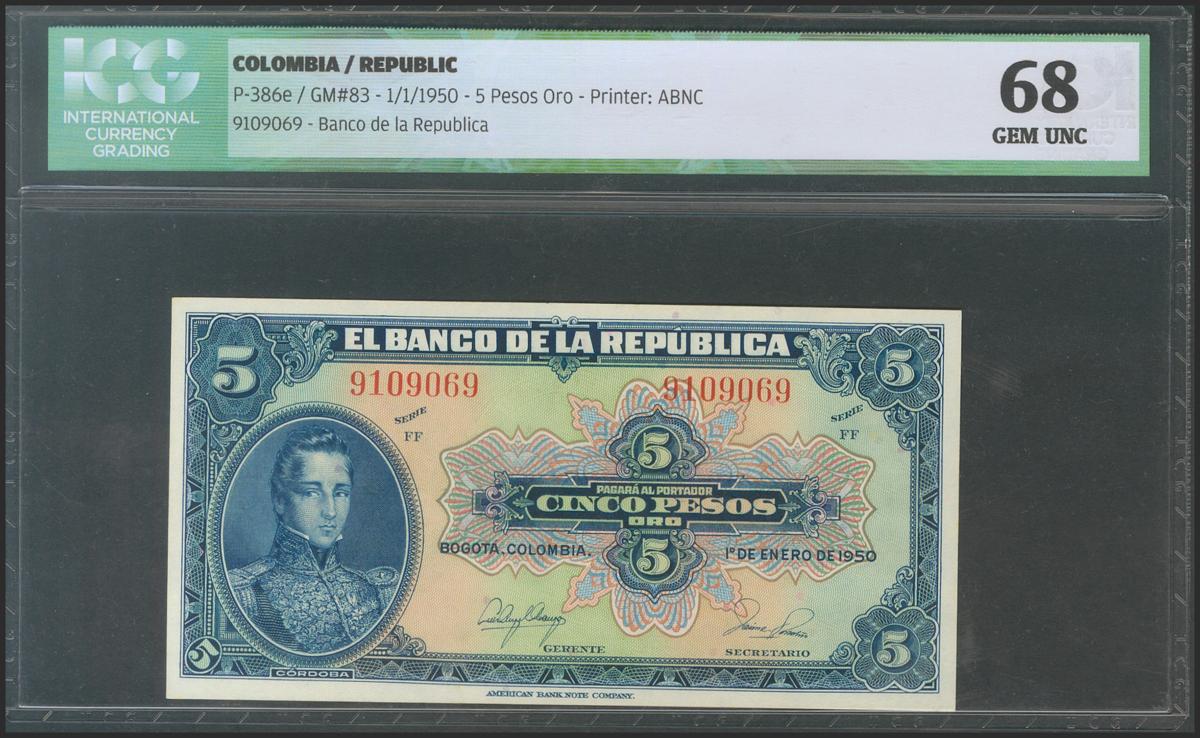 ICG
INTERNATIONAL
CURRENCY
GRADING
COLOMBIA / REPUBLIC
P-386e / GM#83 - 1/1/1950 - 5 Pesos Oro - Printer: ABNC
9109069 - Banco de la Republica
68
GEM UNC
5 EL BANCO DE LA REPÚBLICA 5
9109069 9109069
SERIE SERIE
FF FF
5
PAGARÁ AL PORTADOR
CINCO PESOS
ORO
BOGOTA, COLOMBIA. 1º DE ENERO DE 1950
5
GERENTE SECRETARIO
5 5
CÓRDOBA
AMERICAN BANK NOTE COMPANY.